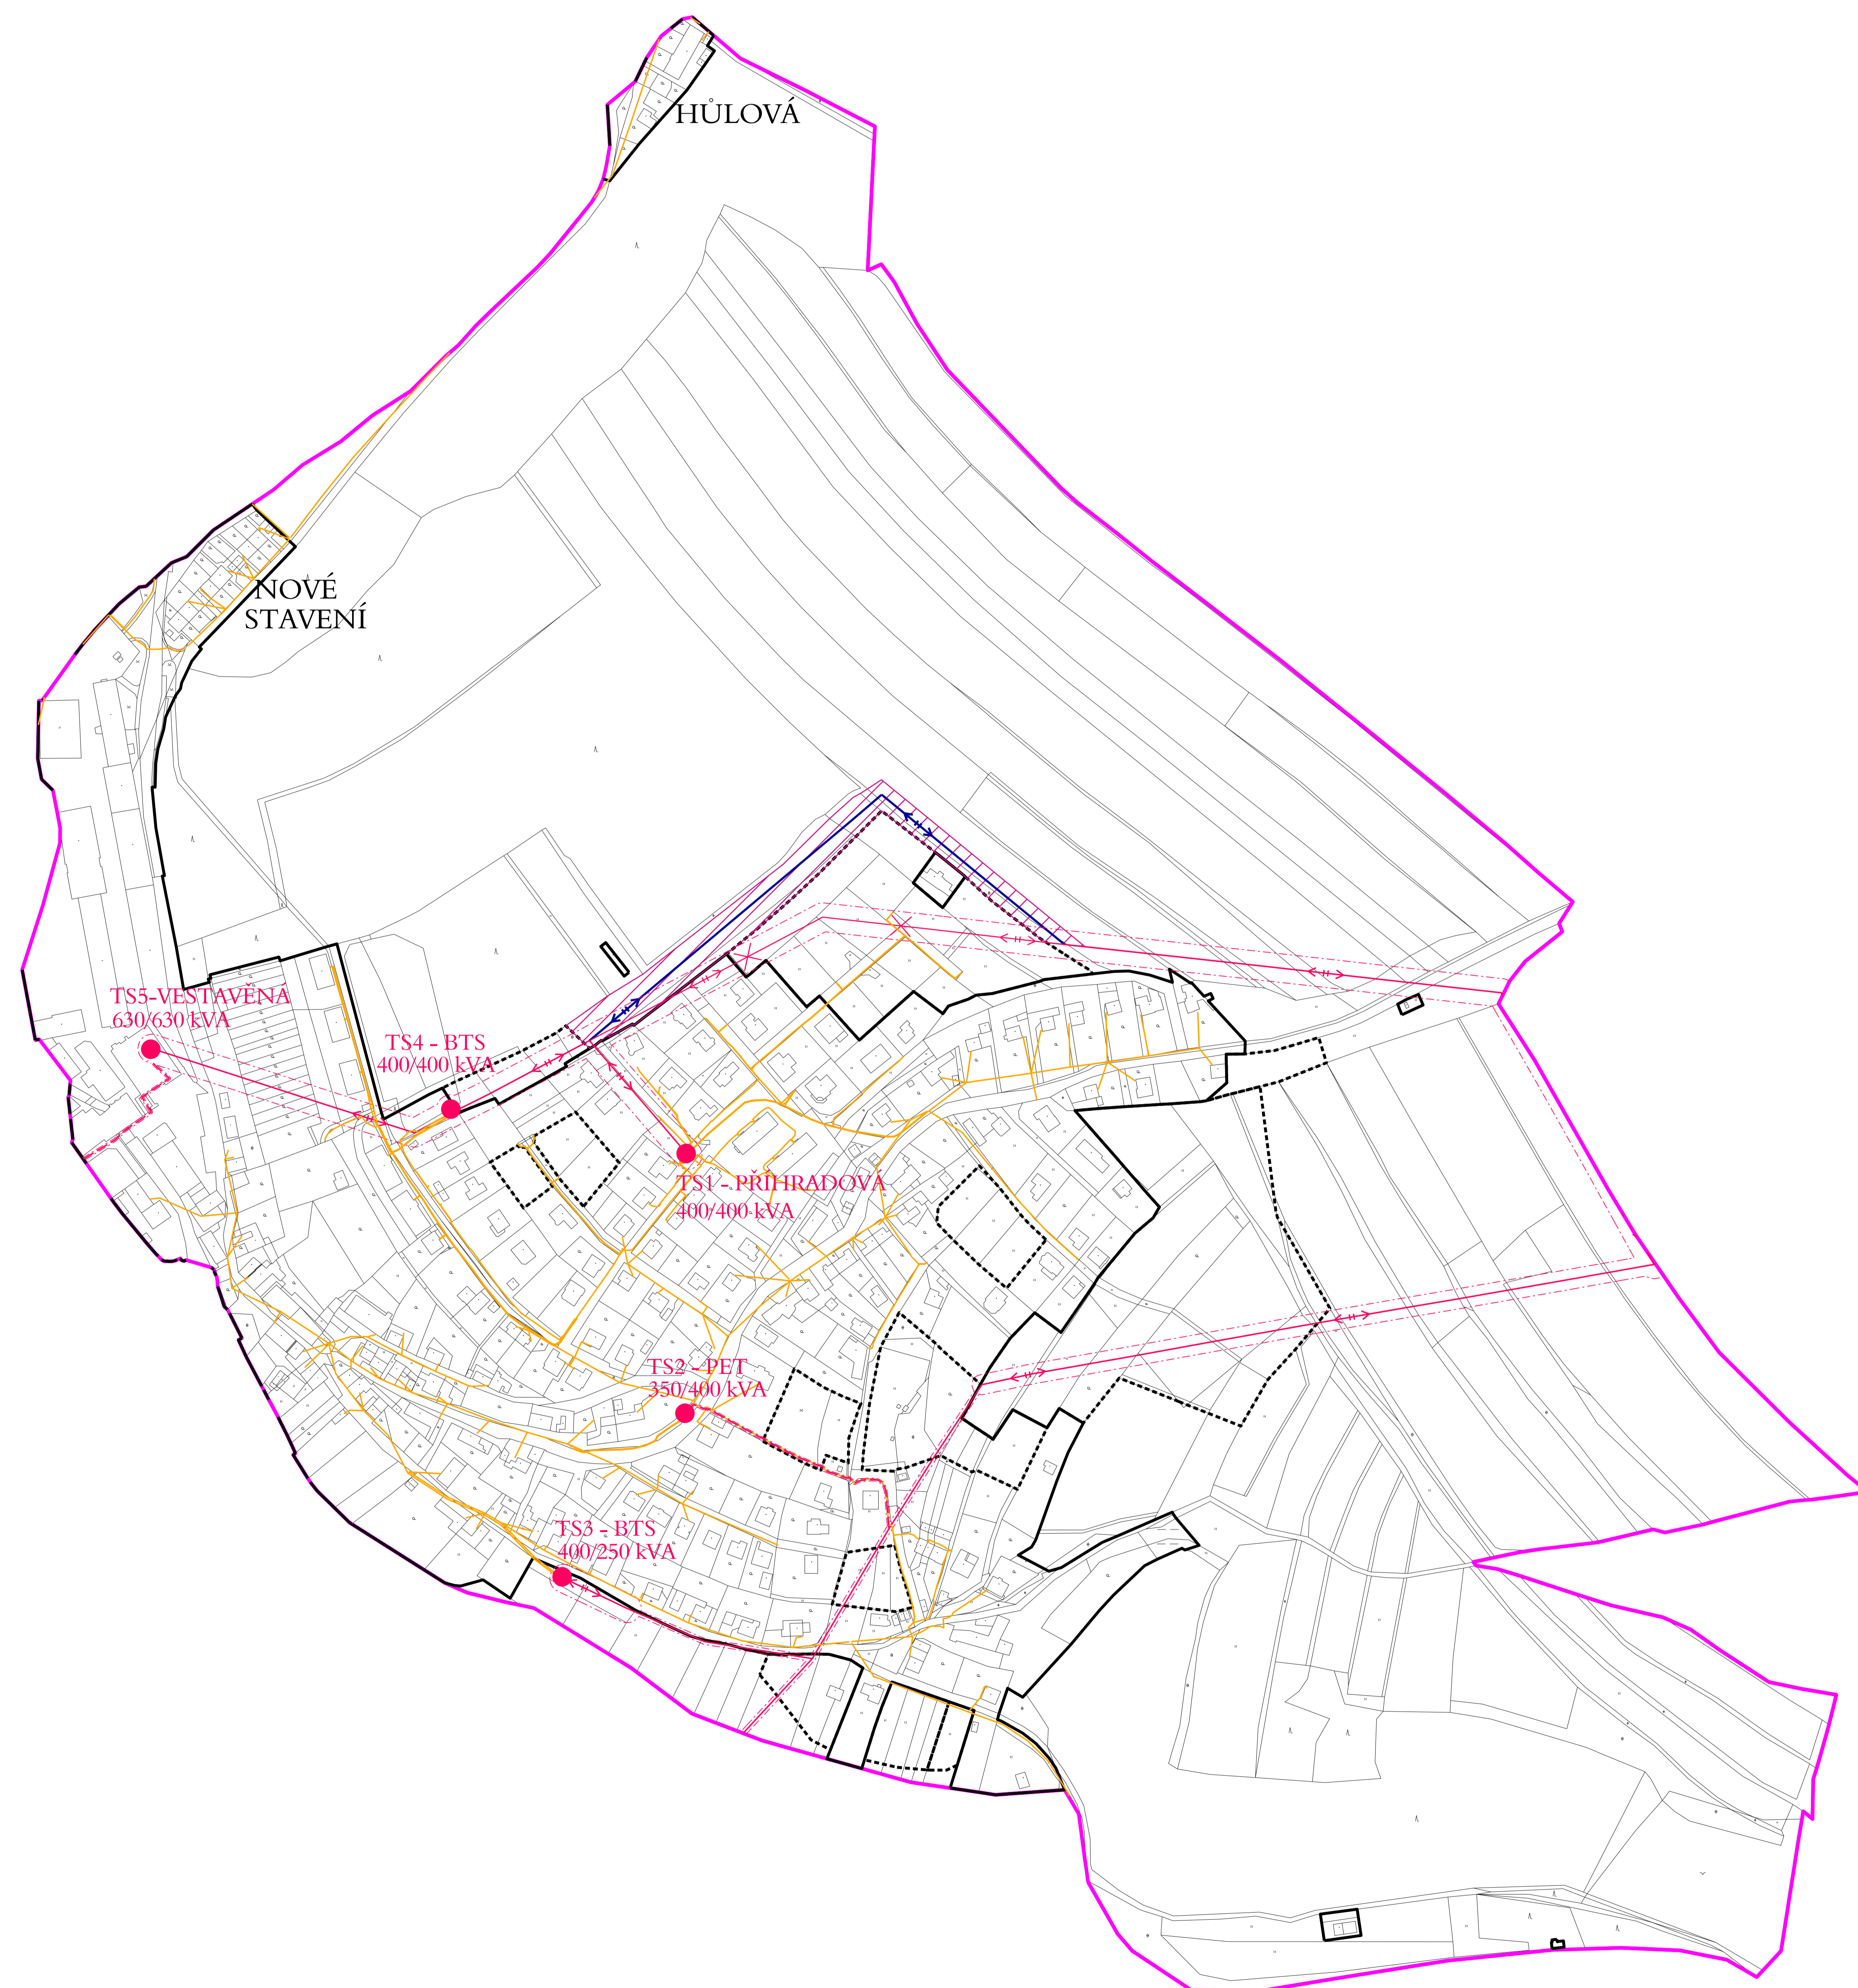 HŮLOVÁ
NOVÉ
STAVENÍ
TS5-VESTAVĚNÁ
630/630 kVA
TS4 - BTS
400/400 kVA
TS1 - PŘÍHRADOVÁ
400/400 kVA
TS2 - PET
350/400 kVA
TS3 - BTS
400/250 kVA